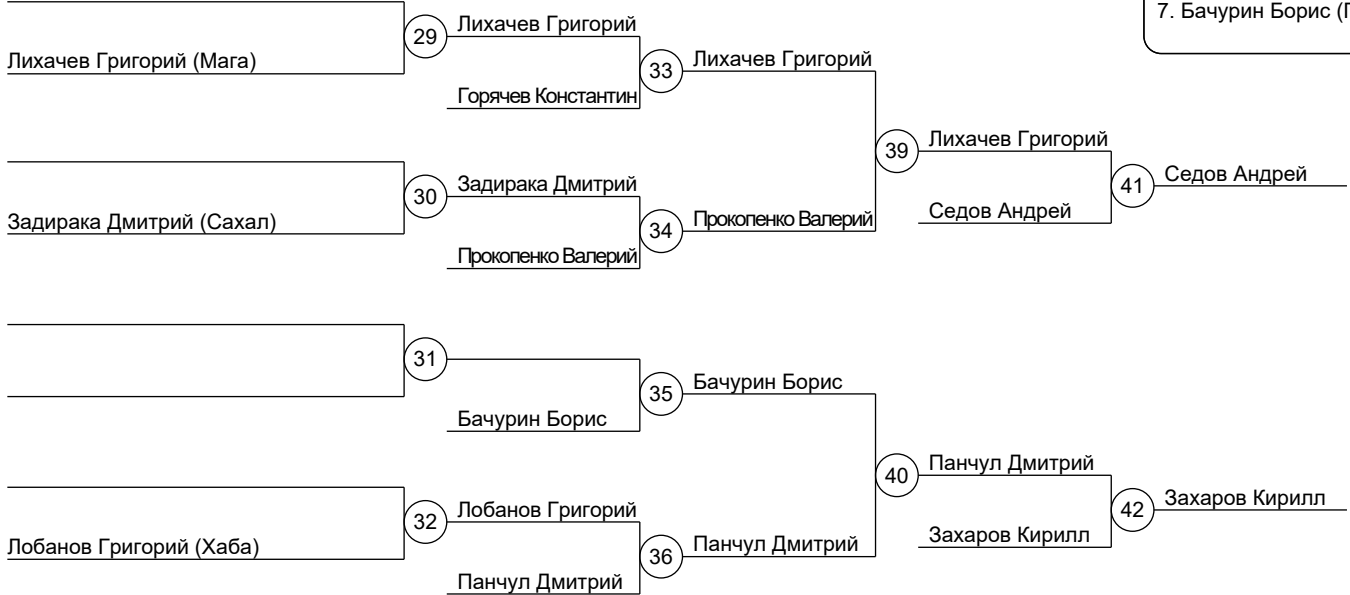 7. Бачурин Борис (
29
Лихачев Григорий
Лихачев Григорий (Мага)
33
Лихачев Григорий
Горячев Константин
39
Лихачев Григорий
30
Задирака Дмитрий
Задирака Дмитрий (Сахал)
34
Прокопенко Валерий
Прокопенко Валерий
Седов Андрей
41
Седов Андрей
31
35
Бачурин Борис
Бачурин Борис
40
Панчул Дмитрий
32
Лобанов Григорий
Лобанов Григорий (Хаба)
36
Панчул Дмитрий
Панчул Дмитрий
Захаров Кирилл
42
Захаров Кирилл